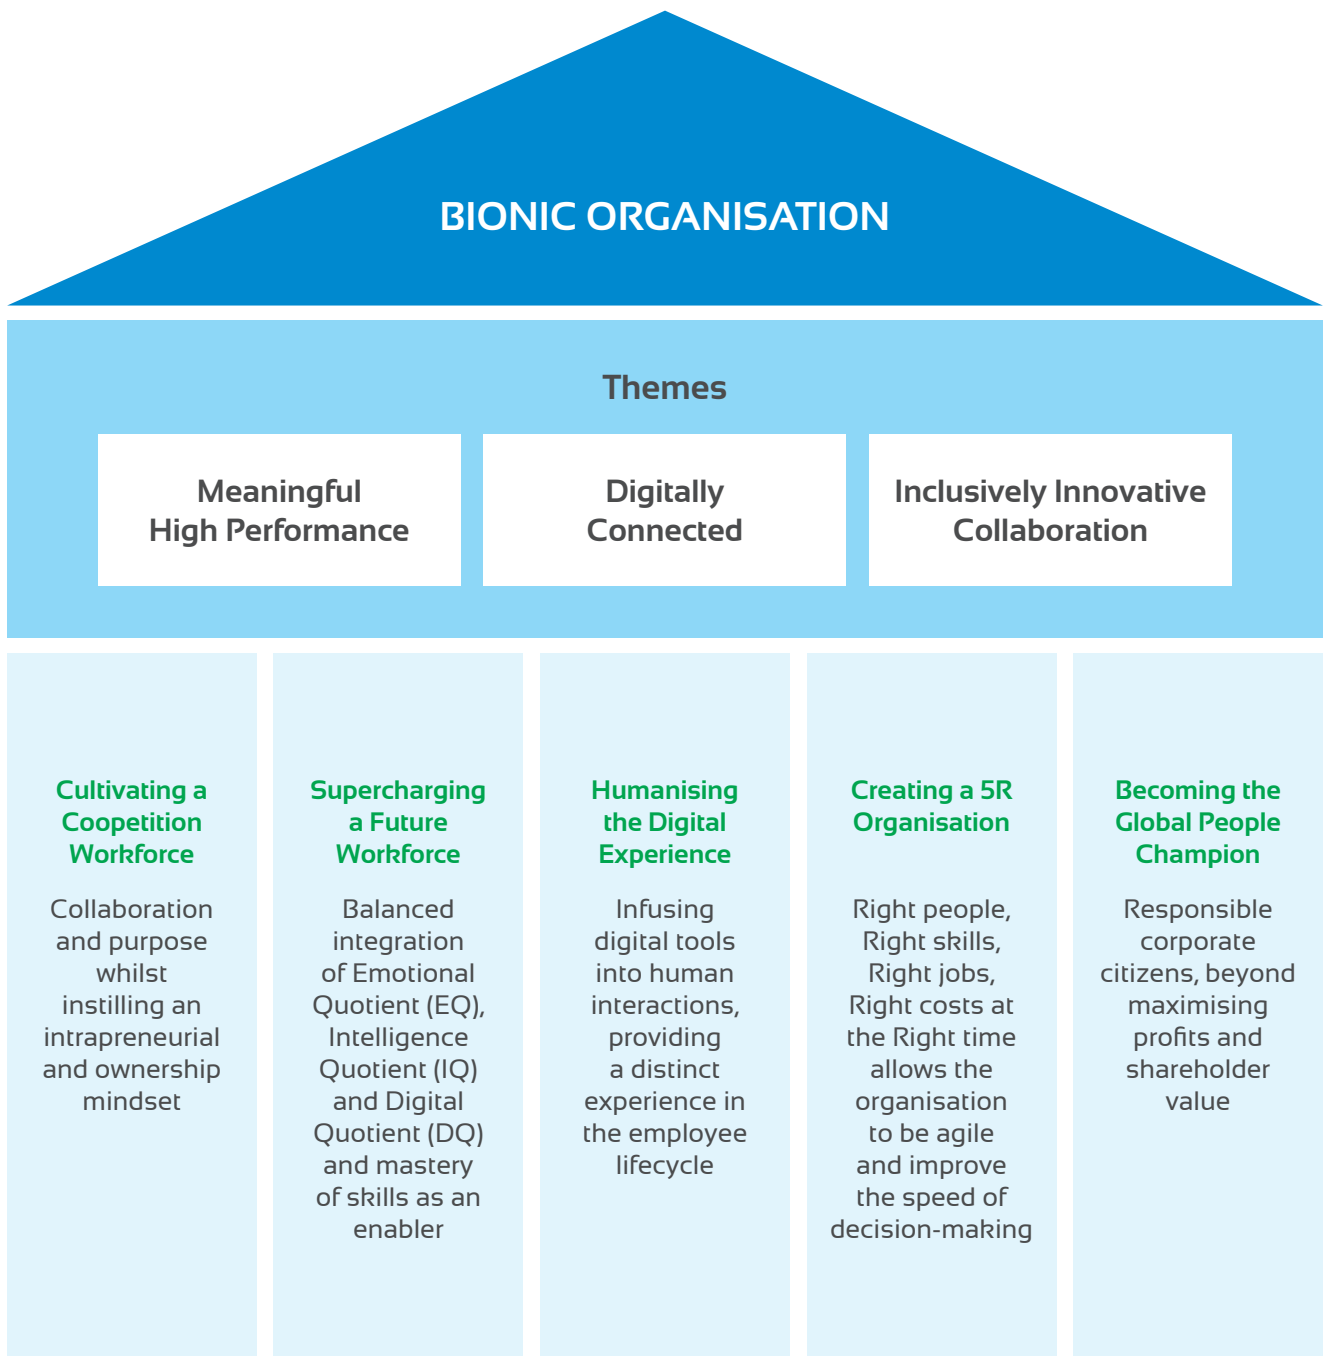 BIONIC ORGANISATION
Themes
Meaningful
High Performance
Digitally
Connected
Inclusively Innovative
Collaboration
Cultivating a
Coopetition
Workforce
Collaboration
and purpose
whilst
instilling an
intrapreneurial
and ownership
mindset
Supercharging
a Future
Workforce
Balanced
integration
of Emotional
Quotient (EQ),
Intelligence
Quotient (IQ)
and Digital
Quotient (DQ)
and mastery
of skills as an
enabler
Humanising
the Digital
Experience
Infusing
digital tools
into human
interactions,
providing
a distinct
experience in
the employee
lifecycle
Creating a 5R
Organisation
Right people,
Right skills,
Right jobs,
Right costs at
the Right time
allows the
organisation
to be agile
and improve
the speed of
decision-making
Becoming the
Global People
Champion
Responsible
corporate
citizens, beyond
maximising
profits and
shareholder
value